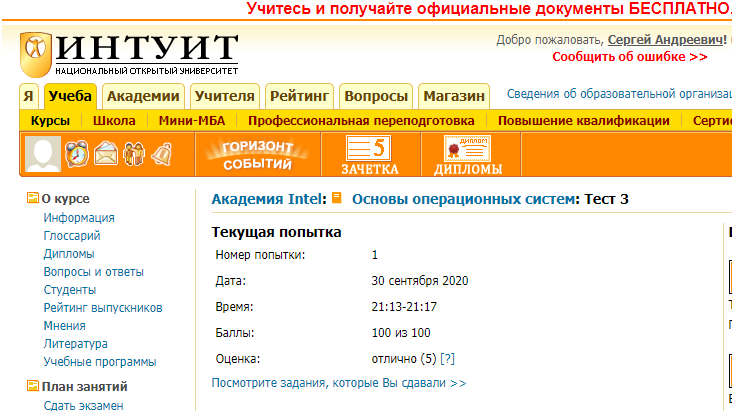 Учитесь и получайте официальные документы БЕСПЛАТНО.
ИНТУИТ
НАЦИОНАЛЬНЫЙ ОТКРЫТЫЙ УНИВЕРСИТЕТ
Добро пожаловать, Сергей Андреевич! (
Сообщить об ошибке >>
Я Учеба Академии Учителя Рейтинг Вопросы Магазин
Сведения об образовательной организа
Курсы Школа Мини-МБА Профессиональная переподготовка Повышение квалификации Серти
ГОРИЗОНТ
СОБЫТИЙ
5
ЗАЧЕТКА
ДИПЛОМ
ДИПЛОМЫ
О курсе
Информация
Глоссарий
Дипломы
Вопросы и ответы
Студенты
Рейтинг выпускников
Мнения
Литература
Учебные программы
План занятий
Сдать экзамен
Академия Intel: Основы операционных систем: Тест 3
Текущая попытка
Номер попытки: 1
Дата: 30 сентября 2020
Время: 21:13-21:17
Баллы: 100 из 100
Оценка: отлично (5) [?]
Посмотрите задания, которые Вы сдавали >>